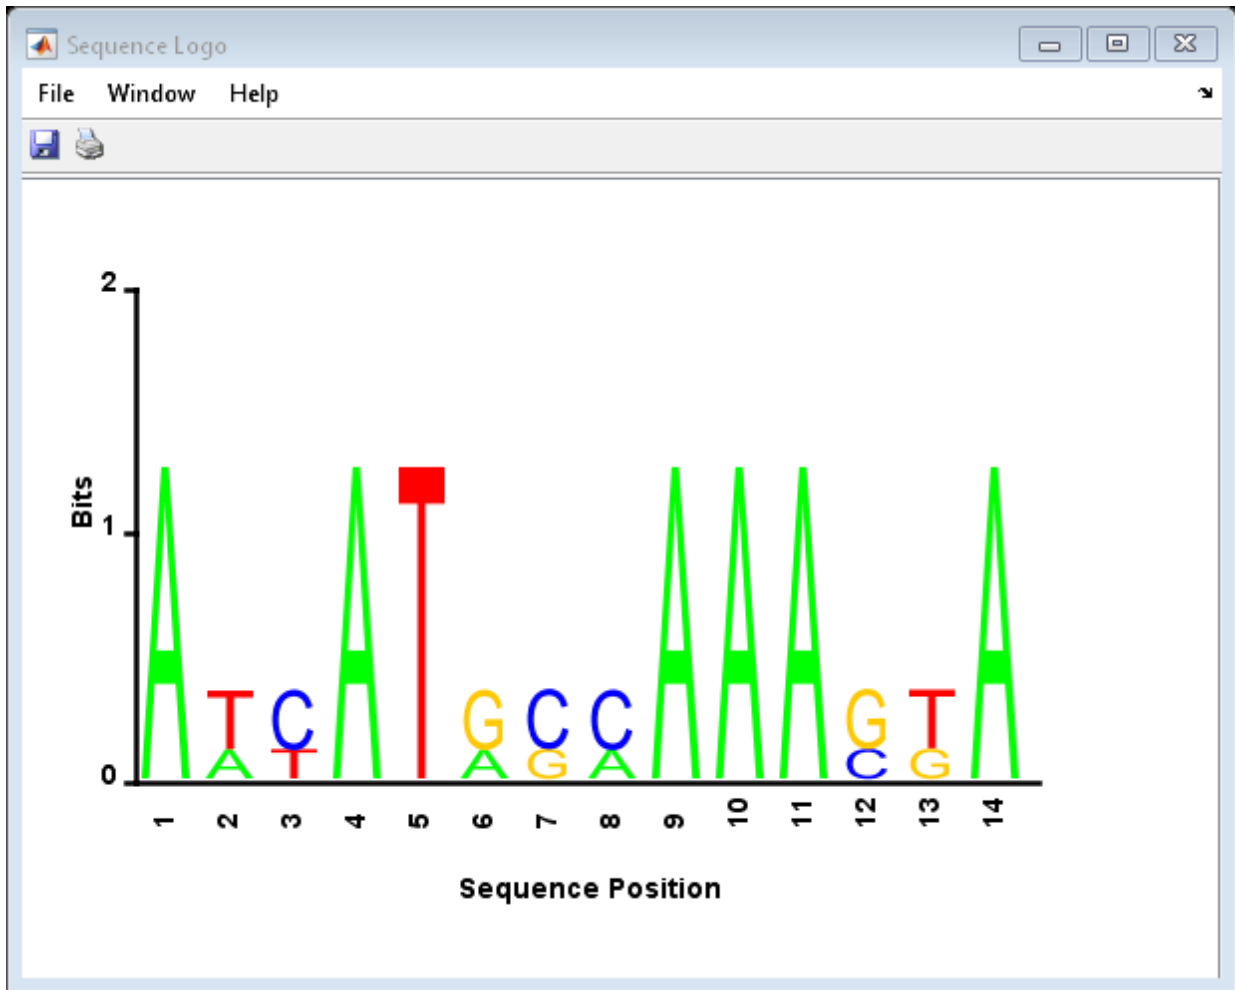 Sequence Logo
File Window Help
2
Bits
1
0
A T C A T G C C A A A G T A
A T A G A C G
1 2 3 4 5 6 7 8 9 10 11 12 13 14
Sequence Position